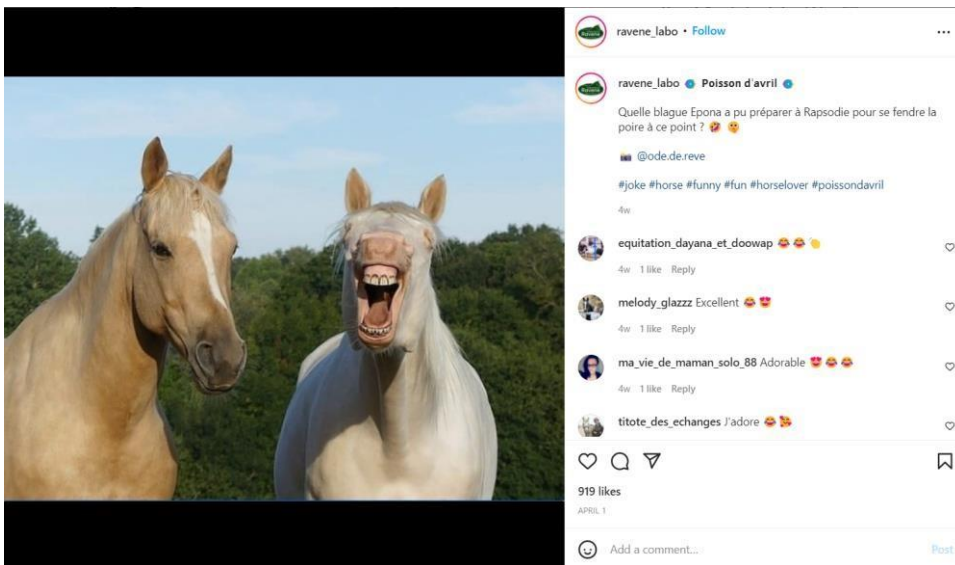 ravene_labo • Follow
ravene_labo Poisson d'avril
Quelle blague Epona a pu préparer à Rapsodie pour se fendre la
poire à ce point ? 🤣 🤫
📸 @ode.de.reve
#joke #horse #funny #fun #horselover #poissondavril
4w
equitation_dayana_et_doowap 😂 😂 👏
4w 1 like Reply
melody_glazzz Excellent 😂 😍
4w 1 like Reply
ma_vie_de_maman_solo_88 Adorable 😍 😂 😂
4w 1 like Reply
titote_des_echanges J'adore 😂 🥰
919 likes
APRIL 1
Add a comment...
Post